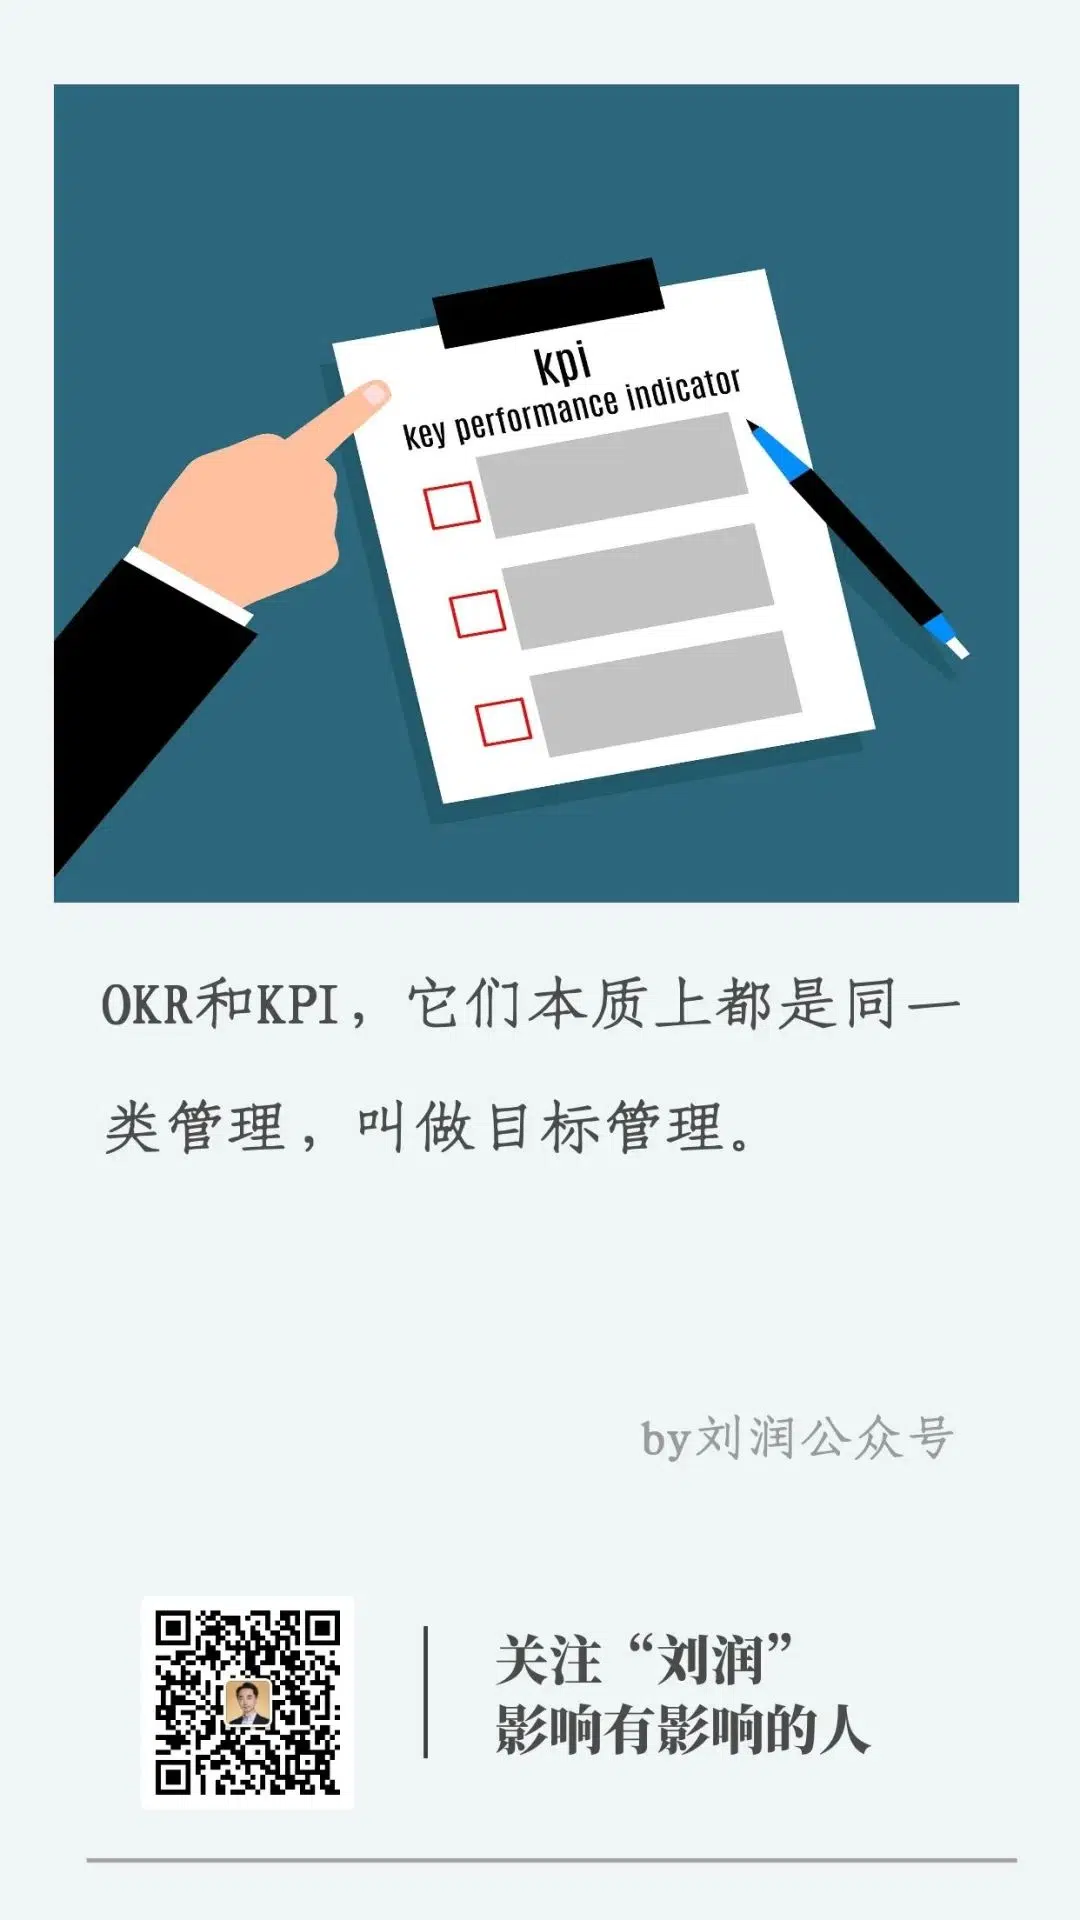 kpi
key performance indicator
OKR和KPI，它们本质上都是同一
类管理，叫做目标管理。
by刘润公众号
关注“刘润”
影响有影响的人